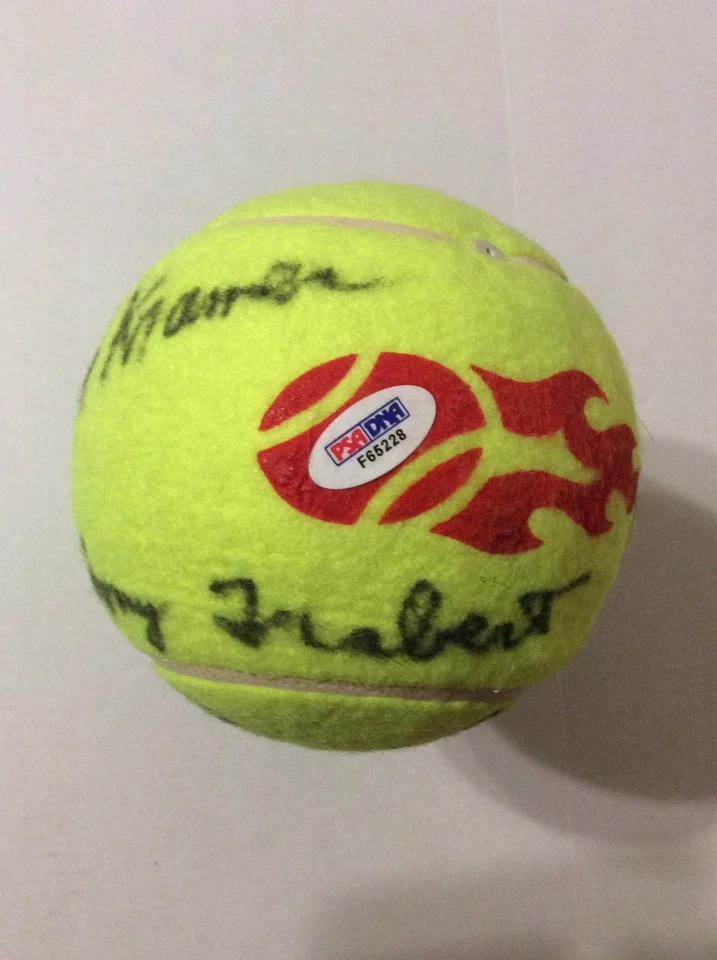 Kramer
PSA DNA
F65228
Trabert